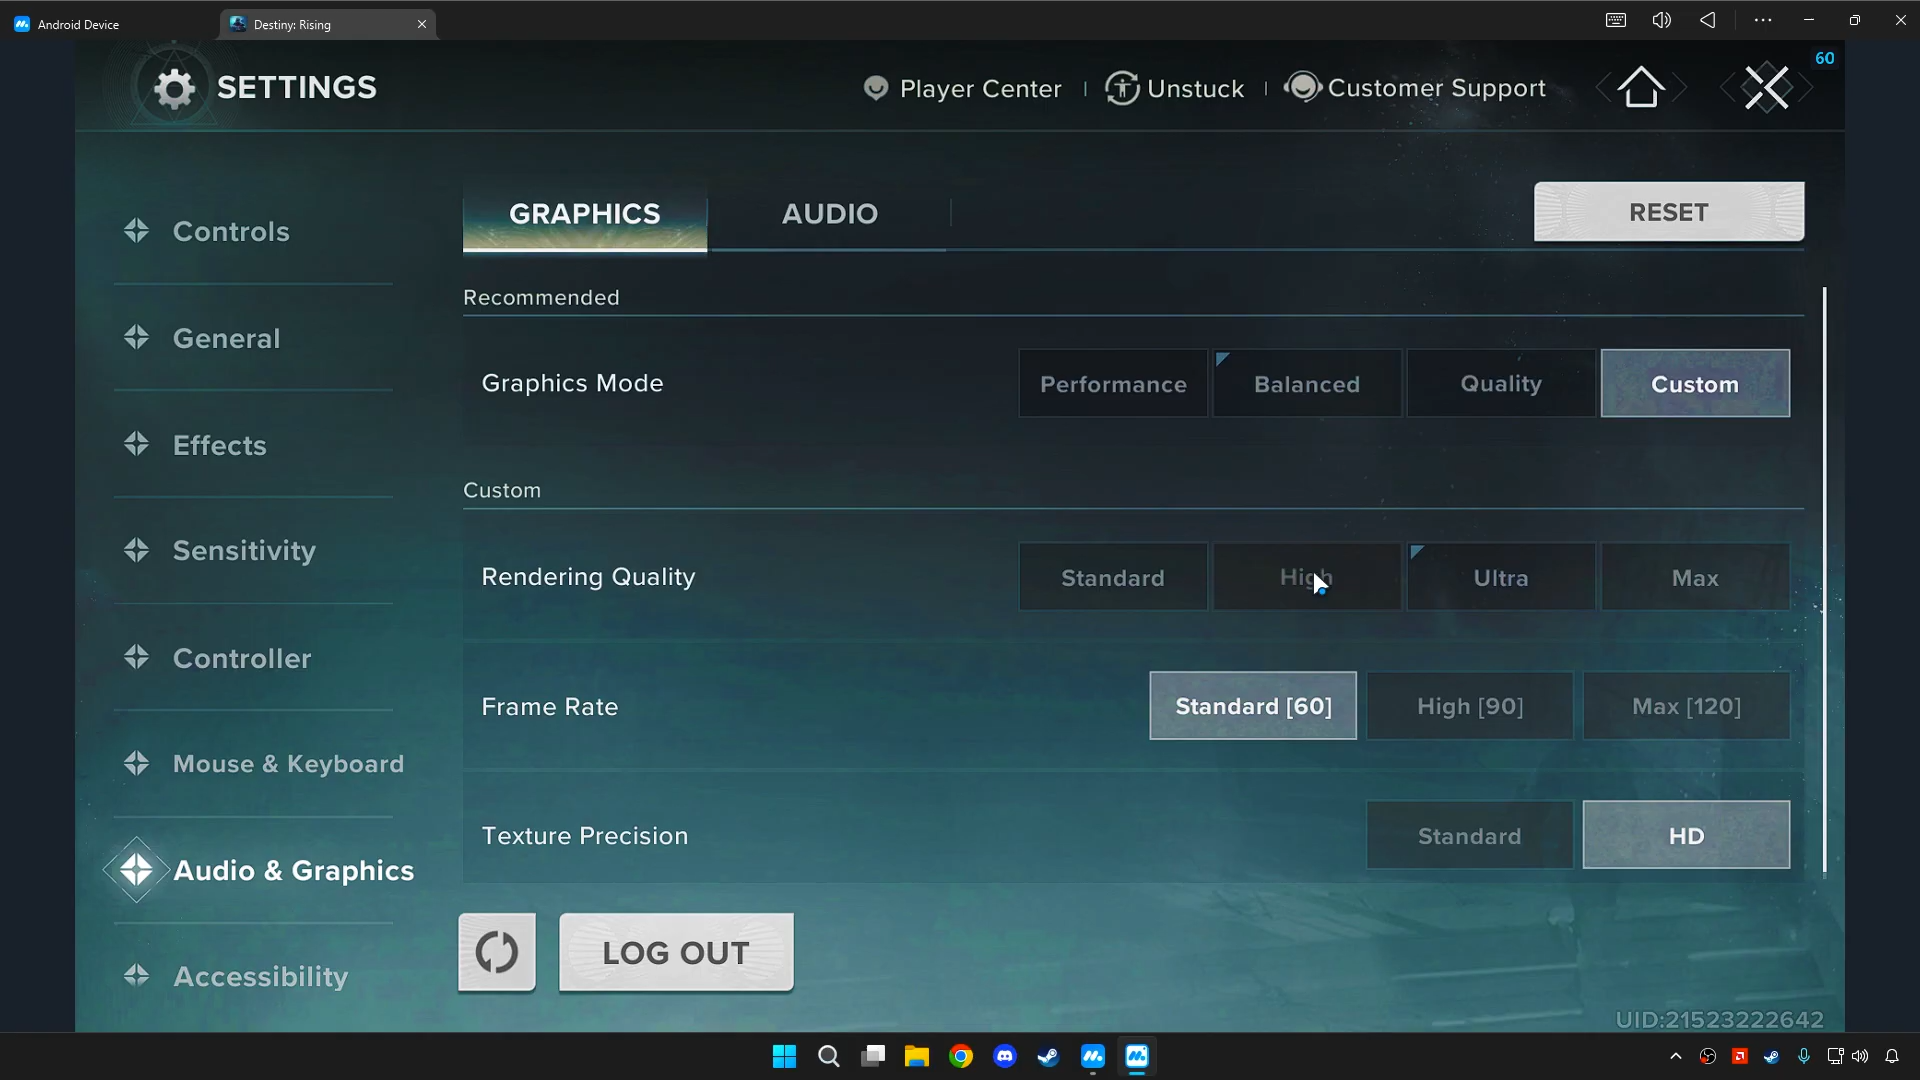 Android Device
Destiny: Rising
60
SETTINGS
Player Center
Unstuck
Customer Support
Controls
General
Effects
Sensitivity
Controller
Mouse & Keyboard
Audio & Graphics
Accessibility
GRAPHICS
AUDIO
RESET
Recommended
Graphics Mode
Performance
Balanced
Quality
Custom
Custom
Rendering Quality
Standard
High
Ultra
Max
Frame Rate
Standard [60]
High [90]
Max [120]
Texture Precision
Standard
HD
LOG OUT
UID:21523222642